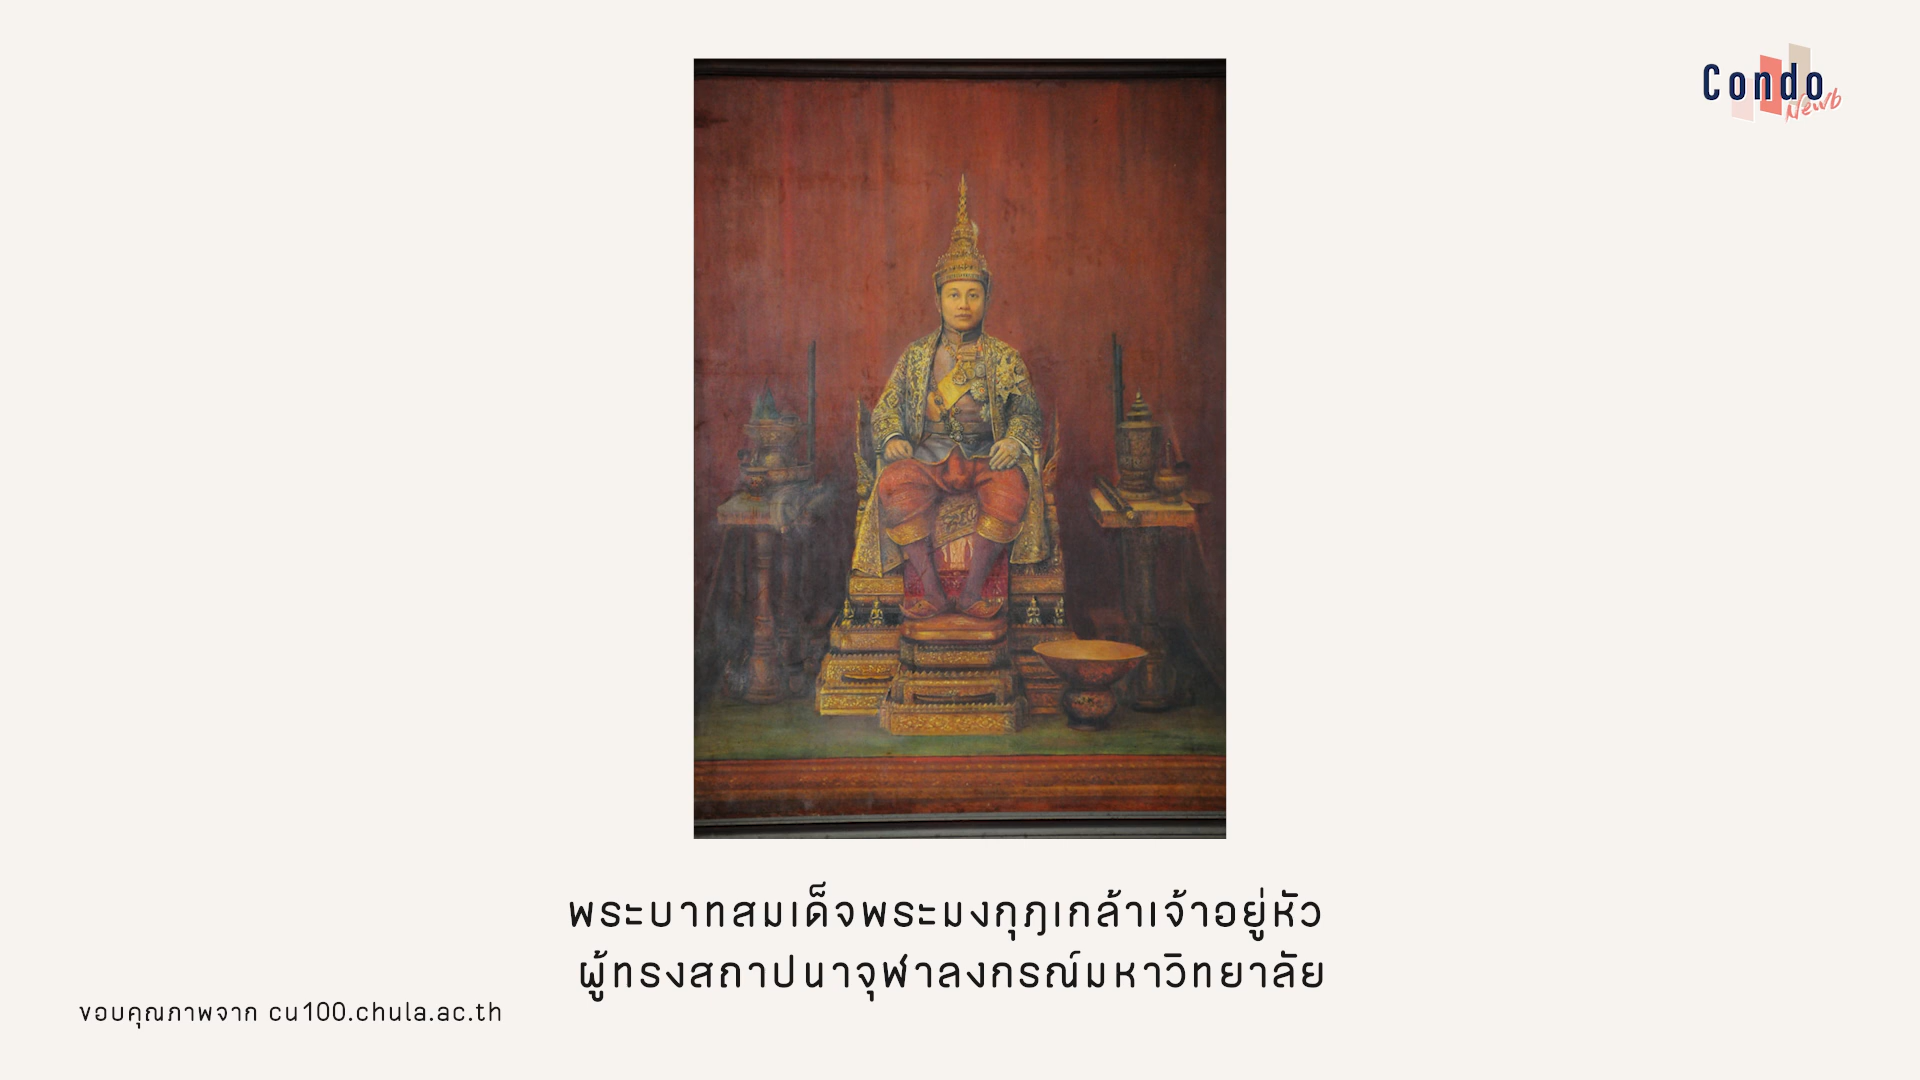 Condo
Newb
พระบาทสมเด็จพระมงกุฎเกล้าเจ้าอยู่หัว
ผู้ทรงสถาปนาจุฬาลงกรณ์มหาวิทยาลัย
ขอบคุณภาพจาก cu100.chula.ac.th